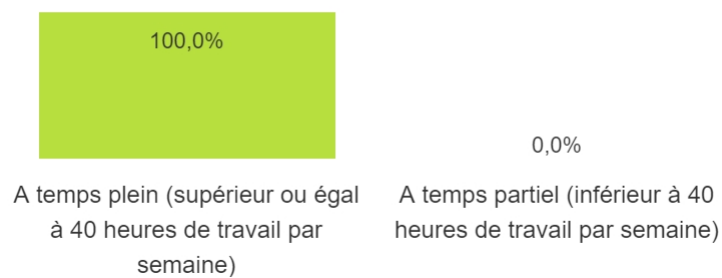 100,0%
0,0%
A temps plein (supérieur ou égal
à 40 heures de travail par
semaine)
A temps partiel (inférieur à 40
heures de travail par semaine)